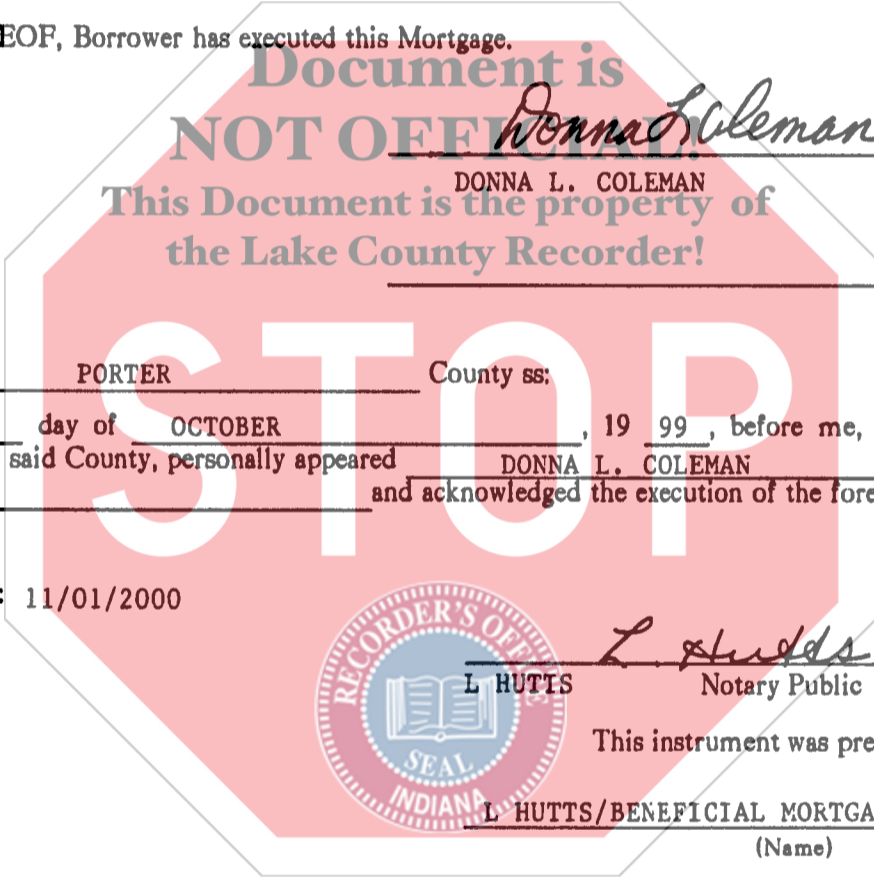 EOF, Borrower has executed this Mortgage.
Document is
NOT OFFICIAL!
Donna L Coleman
DONNA L. COLEMAN
This Document is the property of
the Lake County Recorder!
STOP
PORTER County ss:
day of OCTOBER , 19 99 , before me,
said County, personally appeared DONNA L. COLEMAN
and acknowledged the execution of the fore
: 11/01/2000
RECORDER'S OFFICE
SEAL
INDIANA
L. Hutts
L HUTTS Notary Public
This instrument was pre
L HUTTS/BENEFICIAL MORTGA
(Name)